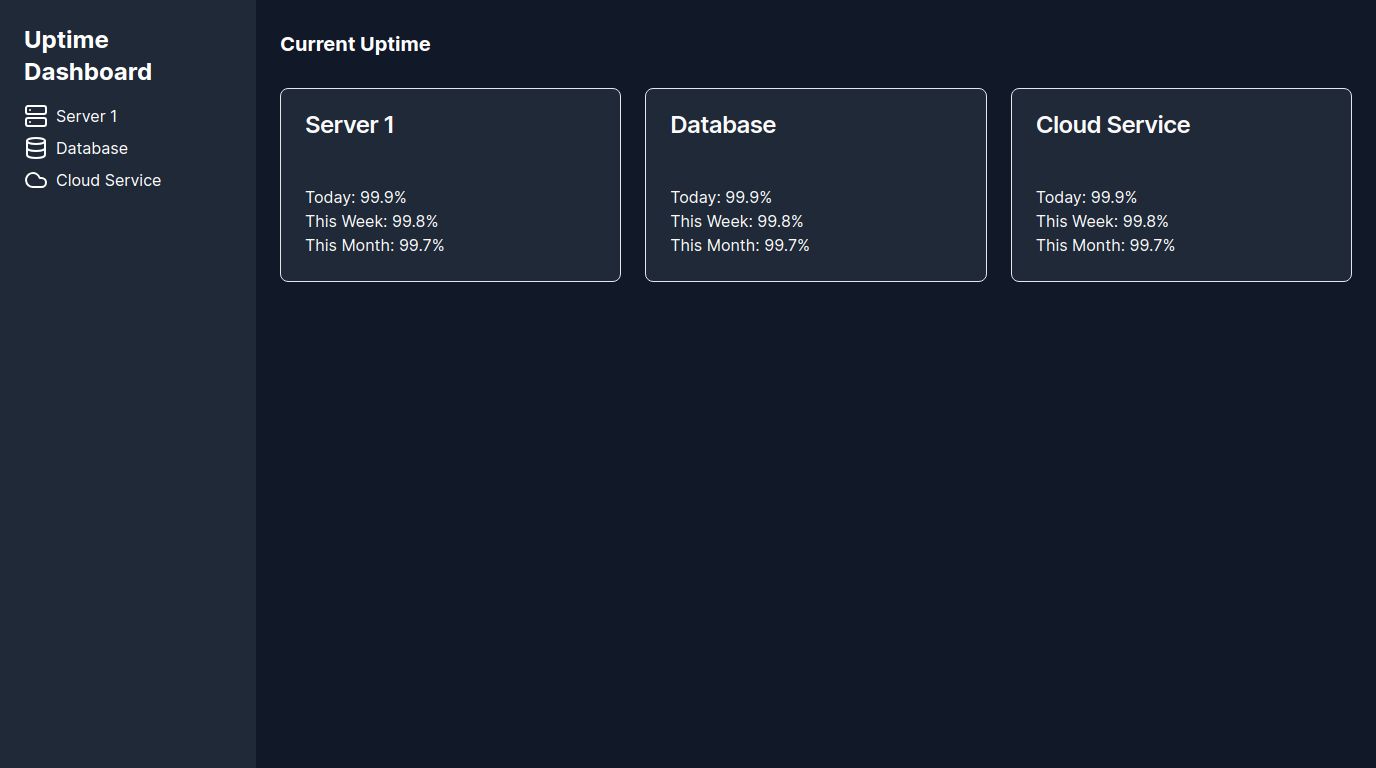 Uptime
Dashboard
Server 1
Database
Cloud Service
Current Uptime
Server 1
Today: 99.9%
This Week: 99.8%
This Month: 99.7%
Database
Today: 99.9%
This Week: 99.8%
This Month: 99.7%
Cloud Service
Today: 99.9%
This Week: 99.8%
This Month: 99.7%